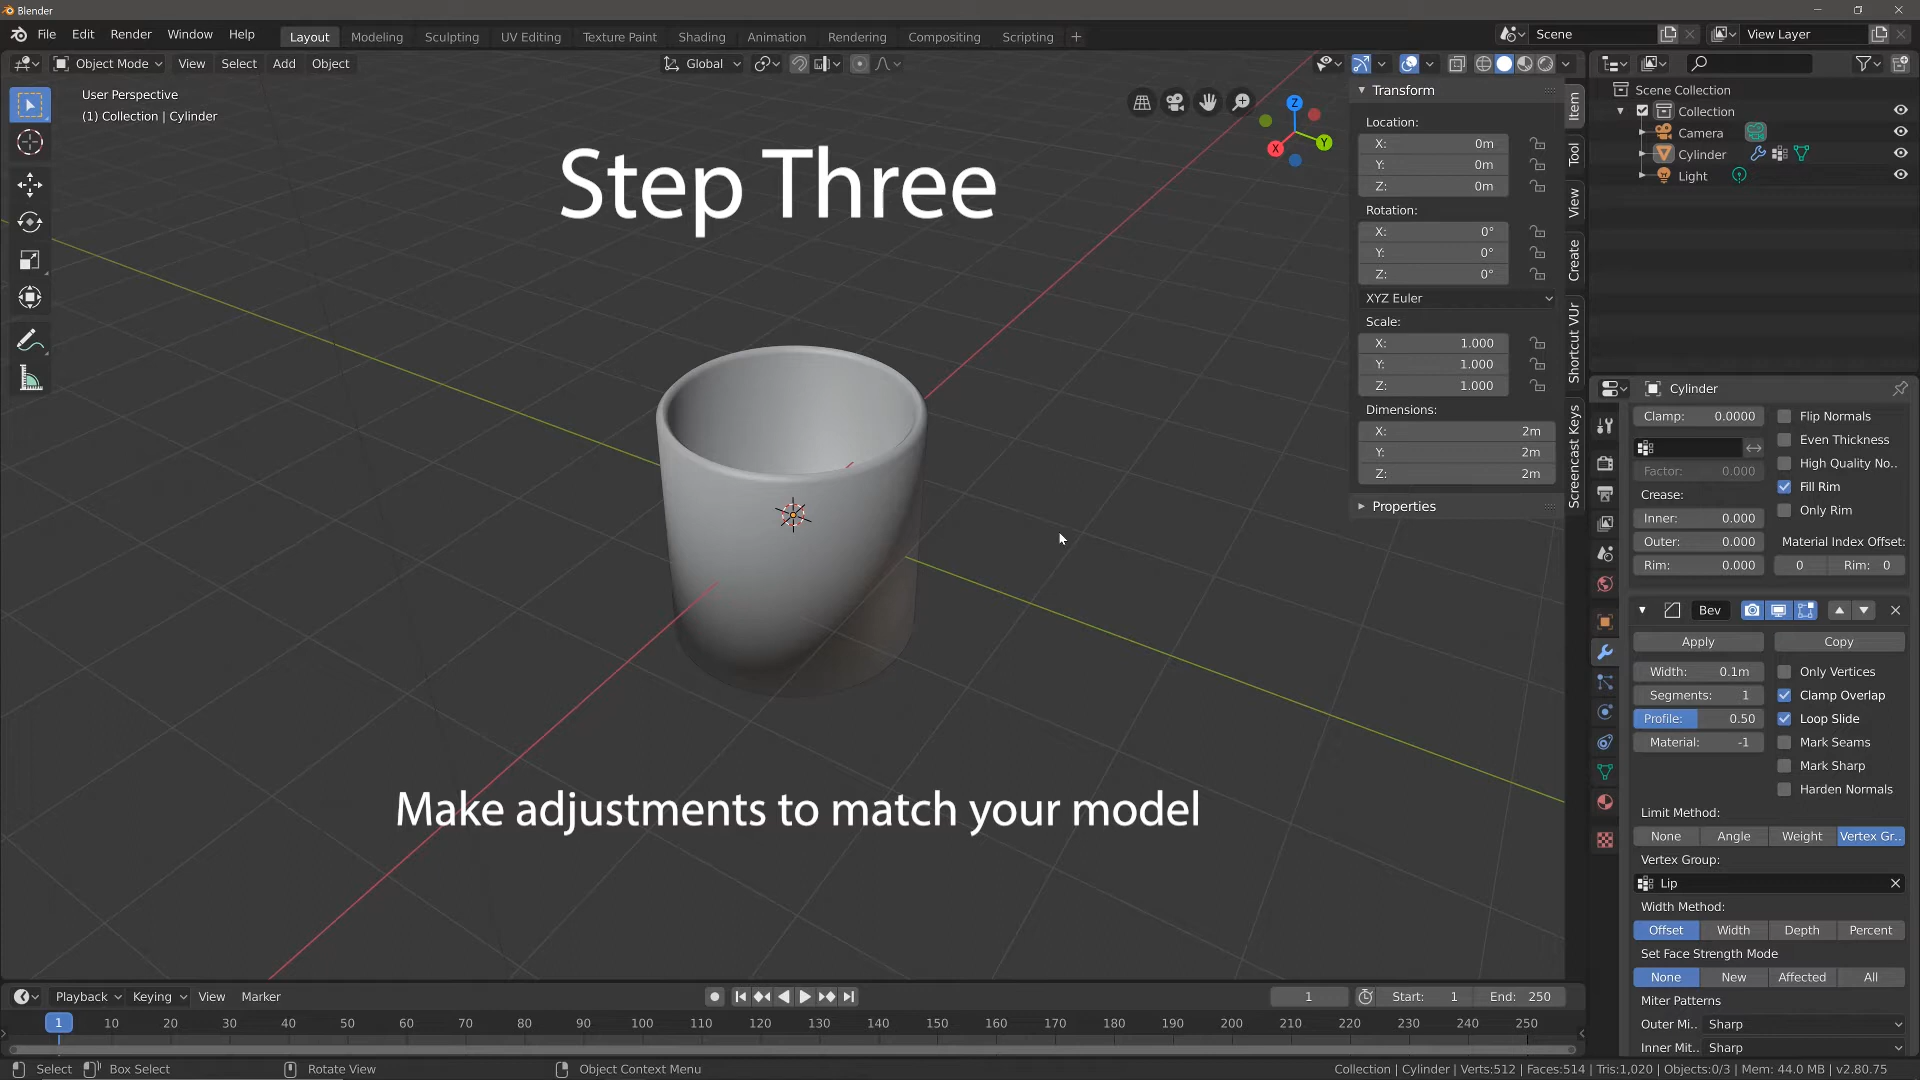 Blender
File Edit Render Window Help
Layout Modeling Sculpting UV Editing Texture Paint Shading Animation Rendering Compositing Scripting +
Scene
View Layer
Object Mode View Select Add Object
Global
User Perspective
(1) Collection | Cylinder
Step Three
Make adjustments to match your model
Z
Y
X
Transform
Location:
X: 0m
Y: 0m
Z: 0m
Rotation:
X: 0°
Y: 0°
Z: 0°
XYZ Euler
Scale:
X: 1.000
Y: 1.000
Z: 1.000
Dimensions:
X: 2m
Y: 2m
Z: 2m
Properties
Item
Tool
View
Create
Shortcut VUr
Screencast Keys
Scene Collection
Collection
Camera
Cylinder
Light
Cylinder
Clamp: 0.0000 Flip Normals
Even Thickness
Factor: 0.000 High Quality No..
Crease: Fill Rim
Inner: 0.000 Only Rim
Outer: 0.000 Material Index Offset:
Rim: 0.000 0 Rim: 0
Bev
Apply Copy
Width: 0.1m Only Vertices
Segments: 1 Clamp Overlap
Profile: 0.50 Loop Slide
Material: -1 Mark Seams
Mark Sharp
Harden Normals
Limit Method:
None Angle Weight Vertex Gr..
Vertex Group:
Lip
Width Method:
Offset Width Depth Percent
Set Face Strength Mode
None New Affected All
Miter Patterns
Outer Mi.. Sharp
Inner Mit.. Sharp
Playback Keying View Marker
1 Start: 1 End: 250
1 10 20 30 40 50 60 70 80 90 100 110 120 130 140 150 160 170 180 190 200 210 220 230 240 250
Select Box Select Rotate View Object Context Menu
Collection | Cylinder | Verts:512 | Faces:514 | Tris:1,020 | Objects:0/3 | Mem: 44.0 MB | v2.80.75